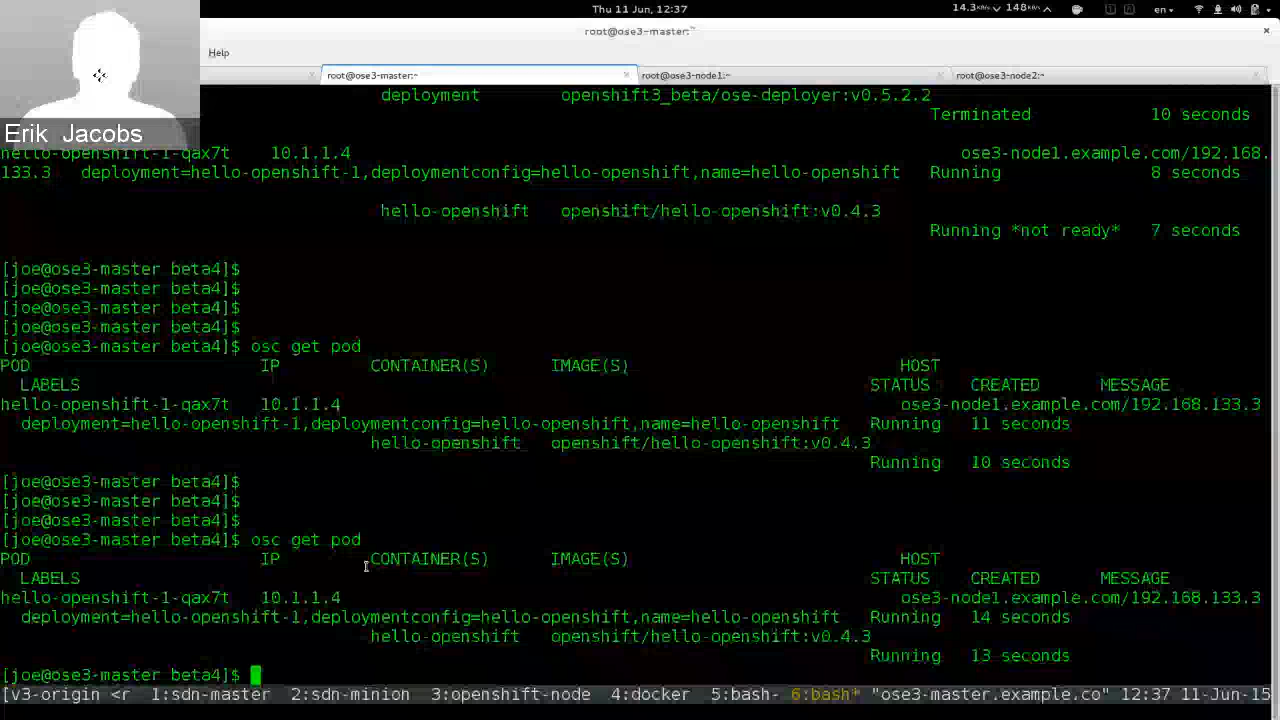 Thu 11 Jun, 12:37
14.3 kB/s 148 kB/s
en
root@ose3-master:~
Help
root@ose3-master:~
root@ose3-node1:~
root@ose3-node2:~
deployment openshift3_beta/ose-deployer:v0.5.2.2
Terminated 10 seconds
Erik Jacobs
hello-openshift-1-qax7t 10.1.1.4 ose3-node1.example.com/192.168.
133.3 deployment=hello-openshift-1,deploymentconfig=hello-openshift,name=hello-openshift Running 8 seconds
hello-openshift openshift/hello-openshift:v0.4.3
Running *not ready* 7 seconds
[joe@ose3-master beta4]$
[joe@ose3-master beta4]$
[joe@ose3-master beta4]$
[joe@ose3-master beta4]$
[joe@ose3-master beta4]$ osc get pod
POD IP CONTAINER(S) IMAGE(S) HOST
LABELS STATUS CREATED MESSAGE
hello-openshift-1-qax7t 10.1.1.4 ose3-node1.example.com/192.168.133.3
deployment=hello-openshift-1,deploymentconfig=hello-openshift,name=hello-openshift Running 11 seconds
hello-openshift openshift/hello-openshift:v0.4.3
Running 10 seconds
[joe@ose3-master beta4]$
[joe@ose3-master beta4]$
[joe@ose3-master beta4]$
[joe@ose3-master beta4]$ osc get pod
POD IP CONTAINER(S) IMAGE(S) HOST
LABELS STATUS CREATED MESSAGE
hello-openshift-1-qax7t 10.1.1.4 ose3-node1.example.com/192.168.133.3
deployment=hello-openshift-1,deploymentconfig=hello-openshift,name=hello-openshift Running 14 seconds
hello-openshift openshift/hello-openshift:v0.4.3
Running 13 seconds
[joe@ose3-master beta4]$
[v3-origin <r 1:sdn-master 2:sdn-minion 3:openshift-node 4:docker 5:bash- 6:bash* "ose3-master.example.co" 12:37 11-Jun-15